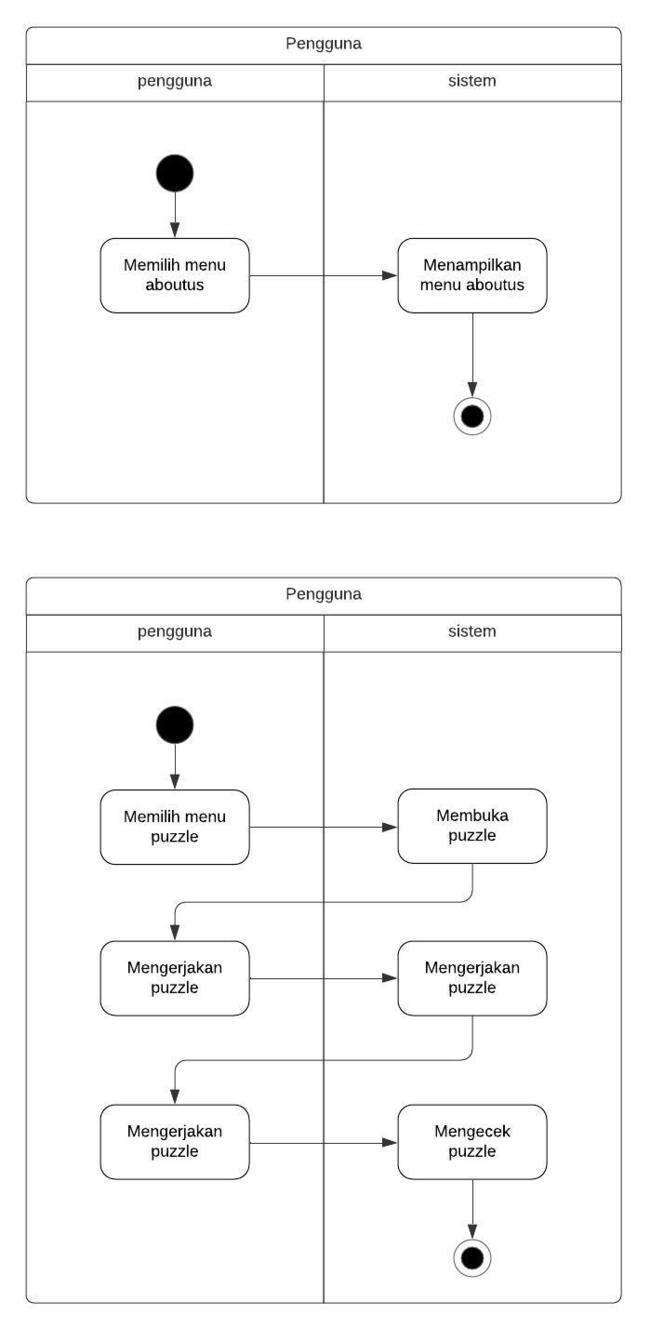 Pengguna
pengguna
sistem
Memilih menu
aboutus
Menampilkan
menu aboutus
Pengguna
pengguna
sistem
Memilih menu
puzzle
Membuka
puzzle
Mengerjakan
puzzle
Mengerjakan
puzzle
Mengerjakan
puzzle
Mengecek
puzzle